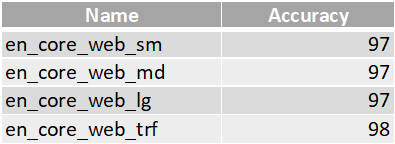 Name Accuracy
en_core_web_sm 97
en_core_web_md 97
en_core_web_lg 97
en_core_web_trf 98